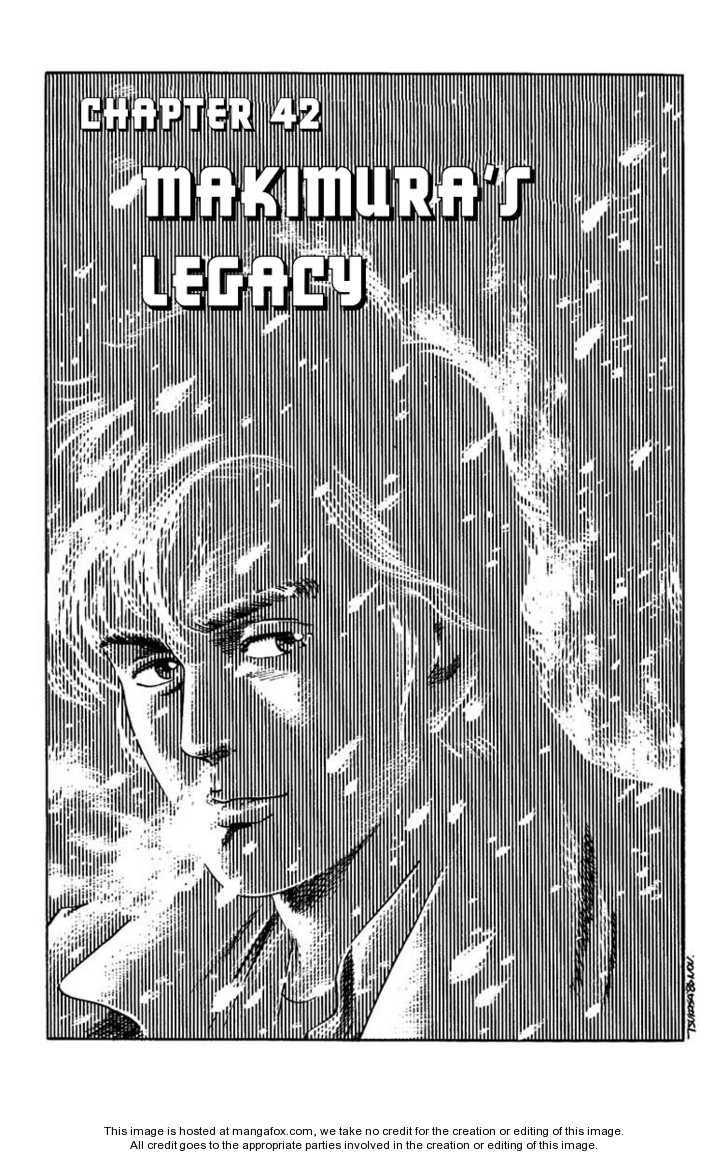 CHAPTER 42
MAKIMURA'S
LEGACY
This image is hosted at mangafox.com, we take no credit for the creation or editing of this image.
All credit goes to the appropriate parties involved in the creation or editing of this image.